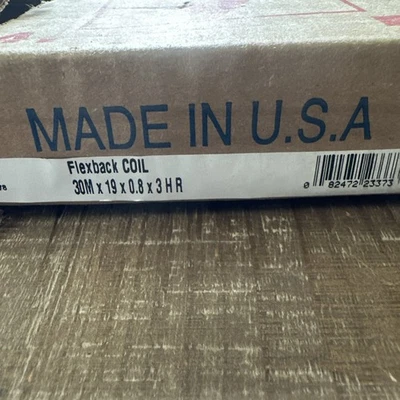 MADE IN U.S.A
Flexback COIL
30M x 19 x 0.8 x 3 H R
0 82472 23373